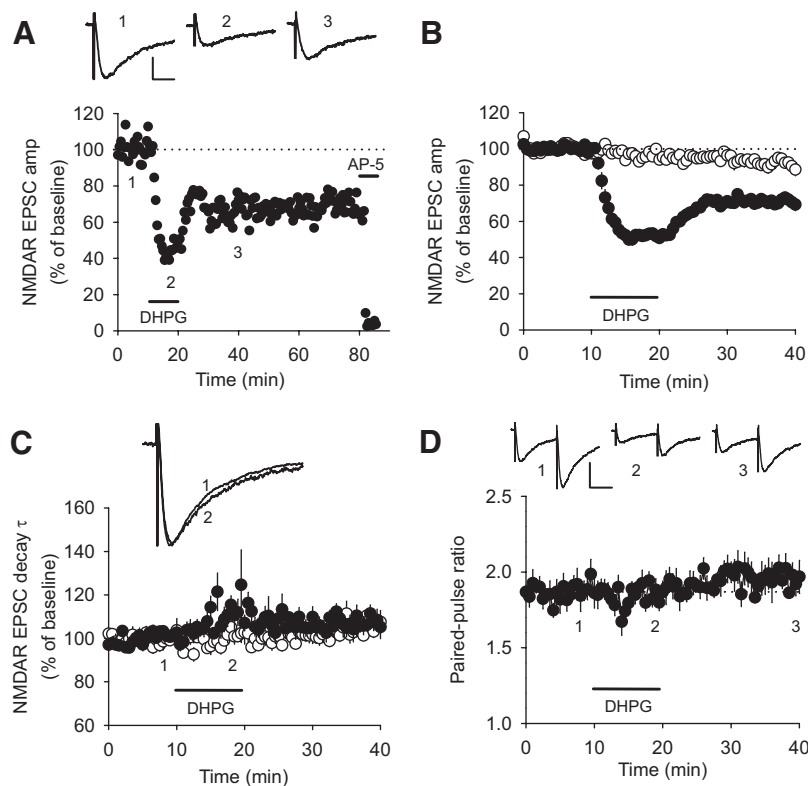 A
1 2 3
NMDAR EPSC amp
(% of baseline)
120
100
80
60
40
20
0
AP-5
1
2
3
DHPG
0 20 40 60 80
Time (min)
B
NMDAR EPSC amp
(% of baseline)
120
100
80
60
40
20
0
DHPG
0 10 20 30 40
Time (min)
C
1
2
NMDAR EPSC decay τ
(% of baseline)
160
140
120
100
80
60
1 2
DHPG
0 10 20 30 40
Time (min)
D
1 2 3
Paired-pulse ratio
2.5
2.0
1.5
1.0
1 2 3
DHPG
0 10 20 30 40
Time (min)